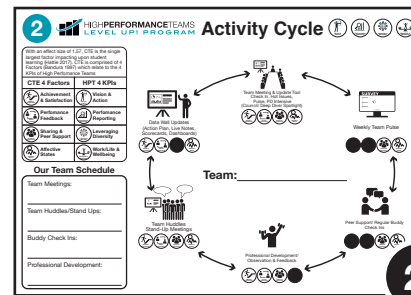 2
HIGHPERFORMANCETEAMS
LEVEL UP! PROGRAM
Activity Cycle
With an effect size of 1.57, CTE is the single
largest factor impacting upon student
learning (Hattie 2017). CTE is comprised of 4
Factors (Bandura 1997) which relate to the 4
KPIs of High Performance Teams
CTE 4 Factors
HPT 4 KPIs
Achievement
& Satisfaction
Vision &
Action
Performance
Feedback
Performance
Reporting
Sharing &
Peer Support
Leveraging
Diversity
Affective
States
Work/Life &
Wellbeing
Our Team Schedule
Team Meetings:
Team Huddles/Stand Ups:
Buddy Check Ins:
Professional Development:
Team Meeting & Update Tool
Check In, Hot Issues,
Pulse, PD Intensive
(Council/ Deep Dive/ Spotlight)
SURVEY
Weekly Team Pulse
Peer Support/ Regular Buddy
Check Ins
Professional Development/
Observation & Feedback
Team Huddles
Stand-Up Meetings
Data Wall Updates
(Action Plan, Live Notes,
Scorecards, Dashboards)
Team:
2